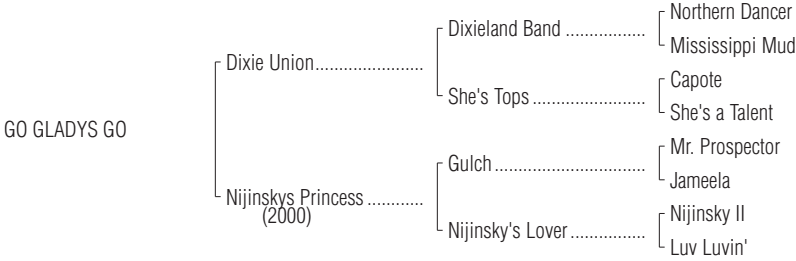 Northern Dancer
Dixieland Band ................
Mississippi Mud
Dixie Union......................
Capote
She's Tops ......................
She's a Talent
GO GLADYS GO
Mr. Prospector
Gulch.............................
Jameela
Nijinskys Princess ............
(2000)
Nijinsky II
Nijinsky's Lover ...............
Luv Luvin'